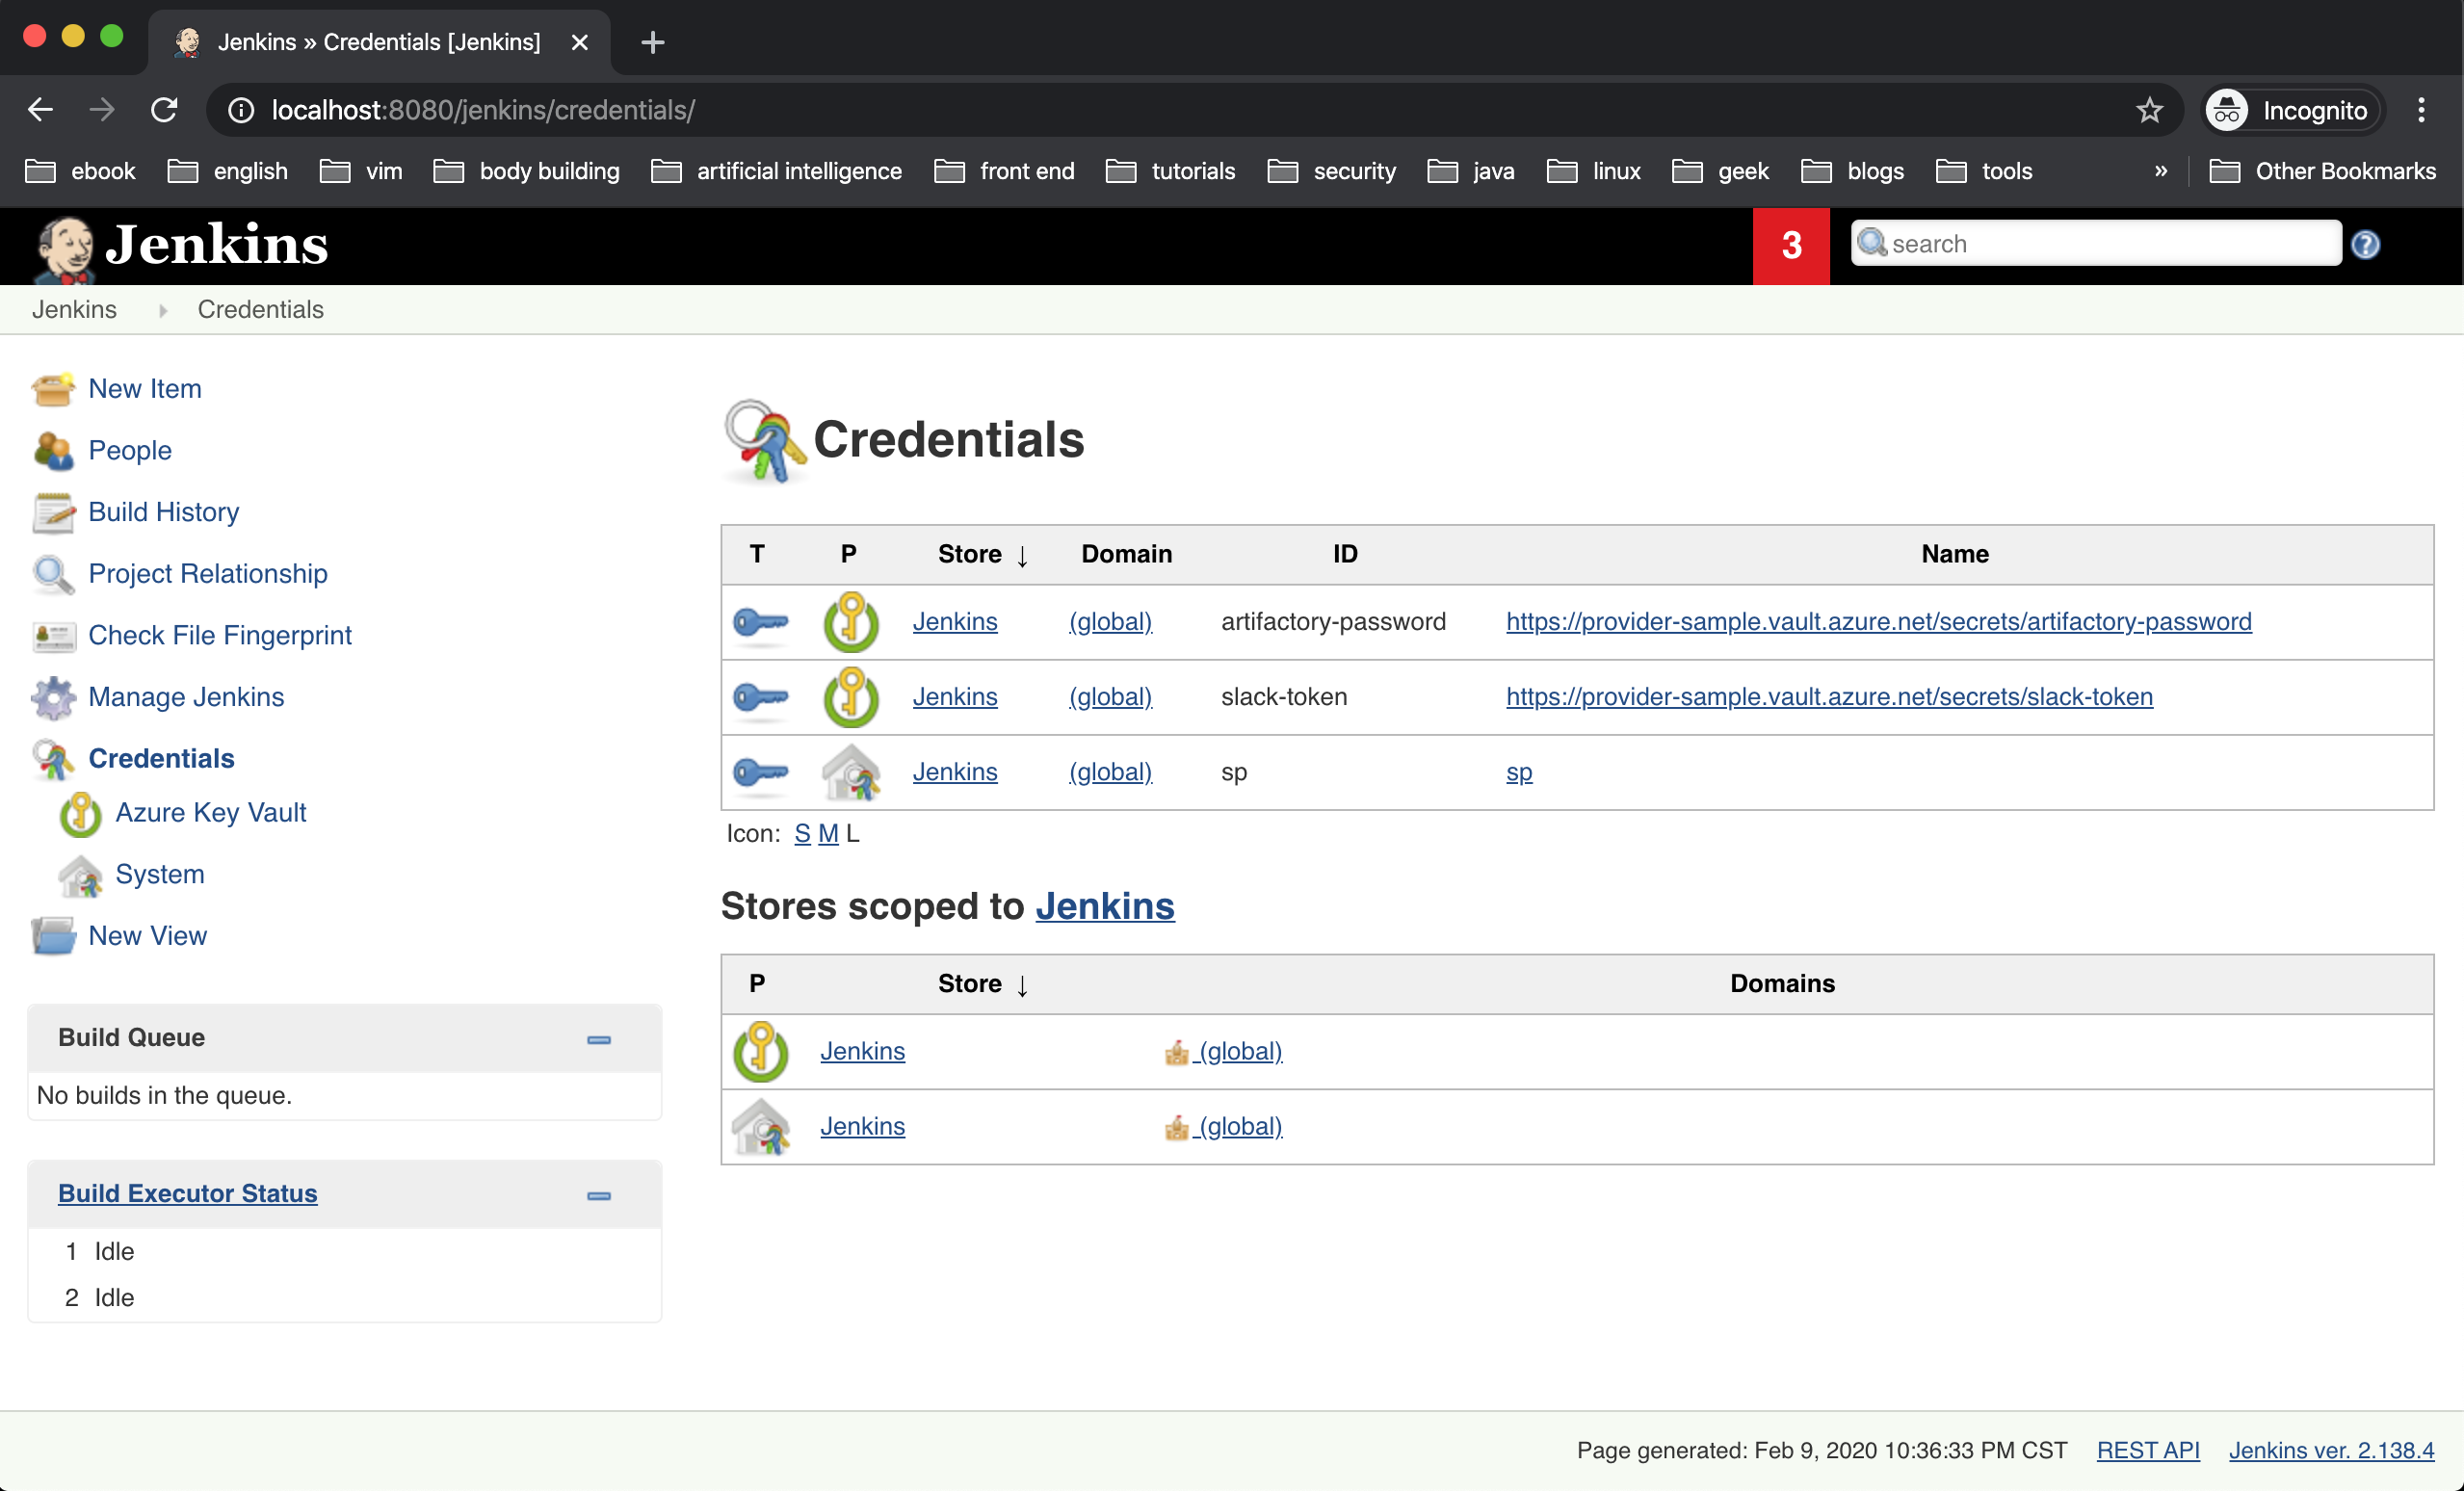 Jenkins » Credentials [Jenkins]
localhost:8080/jenkins/credentials/
Incognito
ebook english vim body building artificial intelligence front end tutorials security java linux geek blogs tools » Other Bookmarks
Jenkins 3 search
Jenkins Credentials
New Item
People
Build History
Project Relationship
Check File Fingerprint
Manage Jenkins
Credentials
Azure Key Vault
System
New View
Build Queue
No builds in the queue.
Build Executor Status
1 Idle
2 Idle
Credentials
T P Store ↓ Domain ID Name
Jenkins (global) artifactory-password https://provider-sample.vault.azure.net/secrets/artifactory-password
Jenkins (global) slack-token https://provider-sample.vault.azure.net/secrets/slack-token
Jenkins (global) sp sp
Icon: S M L
Stores scoped to Jenkins
P Store ↓ Domains
Jenkins (global)
Jenkins (global)
Page generated: Feb 9, 2020 10:36:33 PM CST REST API Jenkins ver. 2.138.4